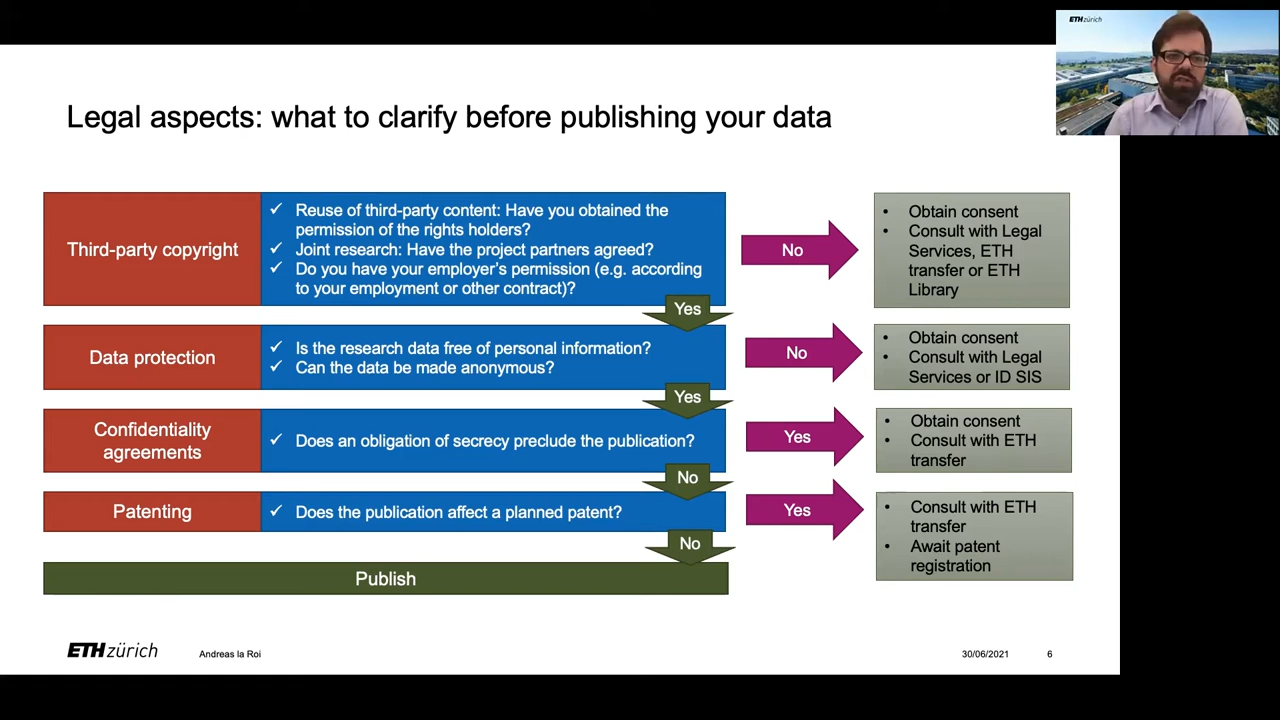 ETHzürich
Legal aspects: what to clarify before publishing your data
Third-party copyright
✓ Reuse of third-party content: Have you obtained the
permission of the rights holders?
✓ Joint research: Have the project partners agreed?
✓ Do you have your employer's permission (e.g. according
to your employment or other contract)?
No
• Obtain consent
• Consult with Legal
Services, ETH
transfer or ETH
Library
Yes
Data protection
✓ Is the research data free of personal information?
✓ Can the data be made anonymous?
No
• Obtain consent
• Consult with Legal
Services or ID SIS
Yes
Confidentiality
agreements
✓ Does an obligation of secrecy preclude the publication?
Yes
• Obtain consent
• Consult with ETH
transfer
No
Patenting
✓ Does the publication affect a planned patent?
Yes
• Consult with ETH
transfer
• Await patent
registration
No
Publish
ETHzürich
Andreas la Roi
30/06/2021
6